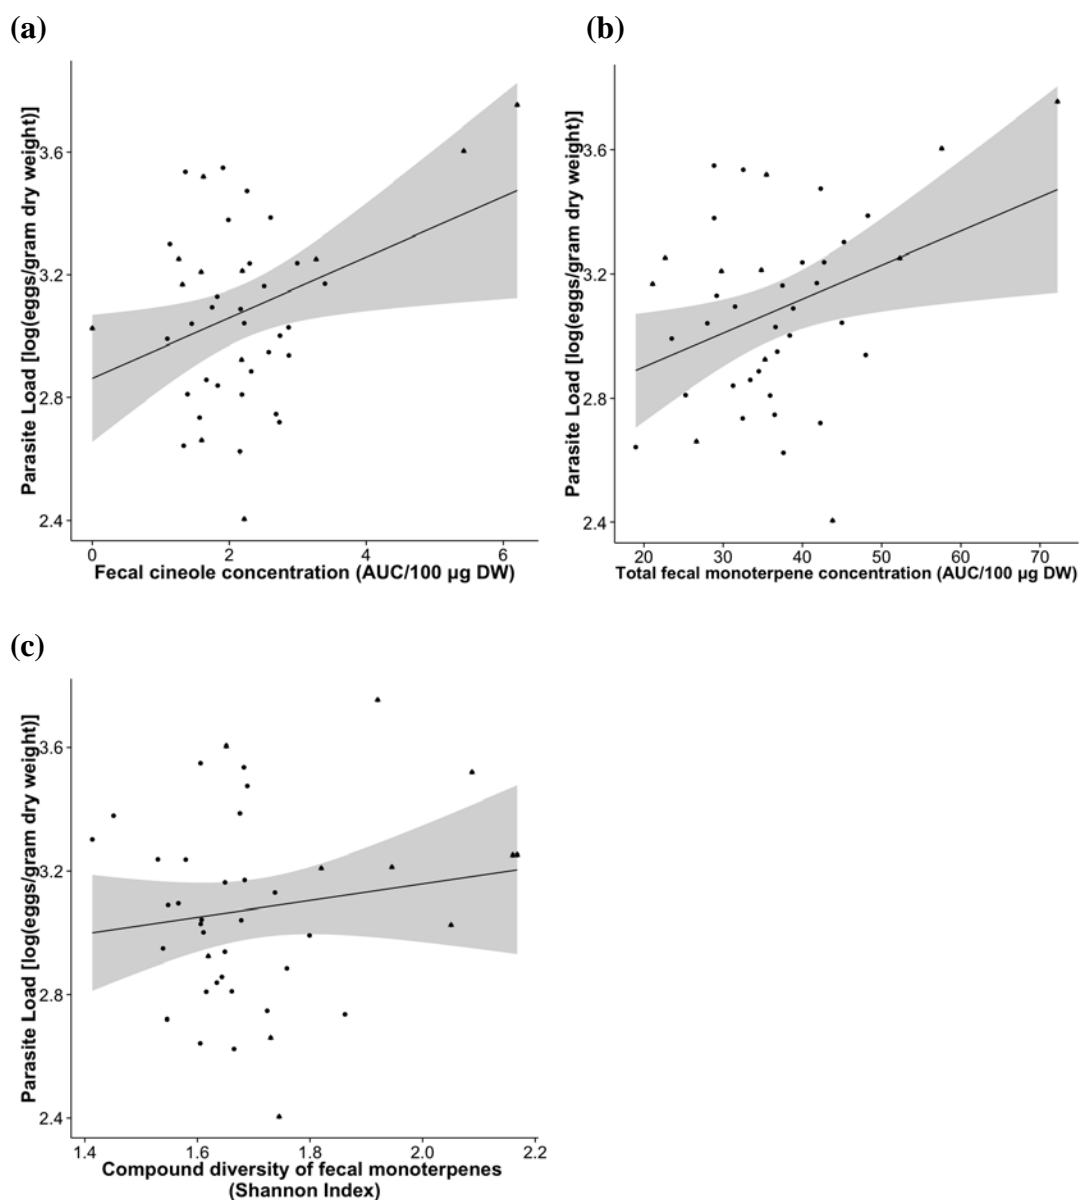 (a)
(b)
Parasite Load [log(eggs/gram dry weight)]
3.6
3.2
2.8
2.4
0
2
4
6
Fecal cineole concentration (AUC/100 µg DW)
Parasite Load [log(eggs/gram dry weight)]
3.6
3.2
2.8
2.4
20
30
40
50
60
70
Total fecal monoterpene concentration (AUC/100 µg DW)
(c)
Parasite Load [log(eggs/gram dry weight)]
3.6
3.2
2.8
2.4
1.4
1.6
1.8
2.0
2.2
Compound diversity of fecal monoterpenes
(Shannon Index)